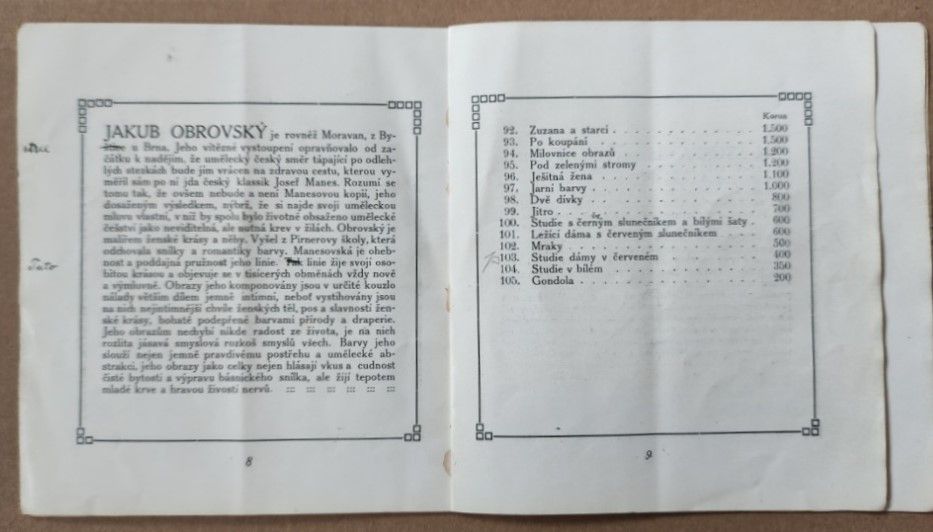 JAKUB OBROVSKÝ je rovněž Moravan, z By-
u Brna. Jeho vítězné vystoupení opravňovalo od za-
čátku k nadějím, že umělecký český směr tápající po odleh-
lých stezkách bude jím vrácen na zdravou cestu, kterou vy-
měřil sám po ní jda český klassik Josef Manes. Rozumí se
tomu tak, že ovšem nebude a není Manesovou kopií, jeho
dosaženým výsledkem, nýbrž, že si najde svoji uměleckou
mluvu vlastní, v níž by spolu bylo životně obsaženo umělecké
češství jako neviditelná, ale nutná krev v žilách. Obrovský je
malířem ženské krásy a něhy. Vyšel z Pirnerovy školy, která
odchovala snílky a romantiky barvy. Manesovská je oheb-
nost a poddajná pružnost jeho linie. linie žije svojí oso-
Tato
bitou krásou a objevuje se v tisícerých obměnách vždy nově
a výmluvně. Obrazy jeho komponovány jsou v určité kouzlo
nálady větším dílem jemně intimní, neboť vystihovány jsou
na nich nejintimnější chvíle ženských těl, pos a slavností žen-
ské krásy, bohatě podepřené barvami přírody a draperie.
Jeho obrazům nechybí nikde radost ze života, je na nich
rozlita jásavá smyslová rozkoš smyslů všech. Barvy jeho
slouží nejen jemně pravdivému postřehu a umělecké ab-
strakci, jeho obrazy jako celky nejen hlásají vkus a cudnost
čisté bytosti a výpravu básnického snílka, ale žijí tepotem
mladé krve a hravou živostí nervů. ::: ::: ::: ::: ::: :::
8
Korun
92. Zuzana a starci . . . . . . . . . . . 1.500
93. Po koupání . . . . . . . . . . . . . 1.500
94. Milovnice obrazů . . . . . . . . . . 1.200
95. Pod zelenými stromy . . . . . . . . 1.200
96. Ješitná žena . . . . . . . . . . . . 1.100
97. Jarní barvy . . . . . . . . . . . . . 1.000
98. Dvě dívky . . . . . . . . . . . . . 800
99. Jitro . . . . . . . . . . . . . . . 700
100. Studie s černým slunečníkem a bílými šaty . 600
101. Ležící dáma s červeným slunečníkem . . . . 600
102. Mraky . . . . . . . . . . . . . . 500
103. Studie dámy v červeném . . . . . . . 400
104. Studie v bílém . . . . . . . . . . . 350
105. Gondola . . . . . . . . . . . . . . 200
9